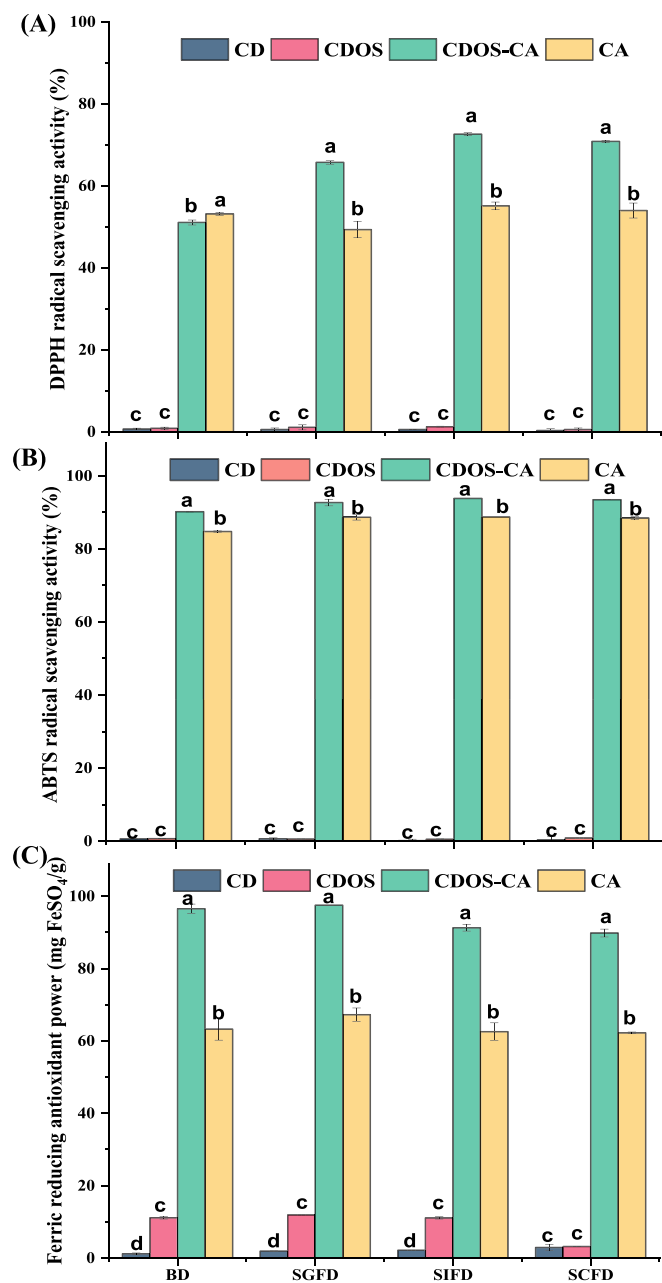 (A)
CD CDOS CDOS-CA CA
DPPH radical scavenging activity (%)
100
80
60
40
20
0
c c b a
c c a b
c c a b
c c a b
(B)
CD CDOS CDOS-CA CA
ABTS radical scavenging activity (%)
100
80
60
40
20
0
c c a b
c c a b
c c a b
c c a b
(C)
CD CDOS CDOS-CA CA
Ferric reducing antioxidant power (mg FeSO₄/g)
100
80
60
40
20
0
d c a b
d c a b
d c a b
c c a b
BD SGFD SIFD SCFD